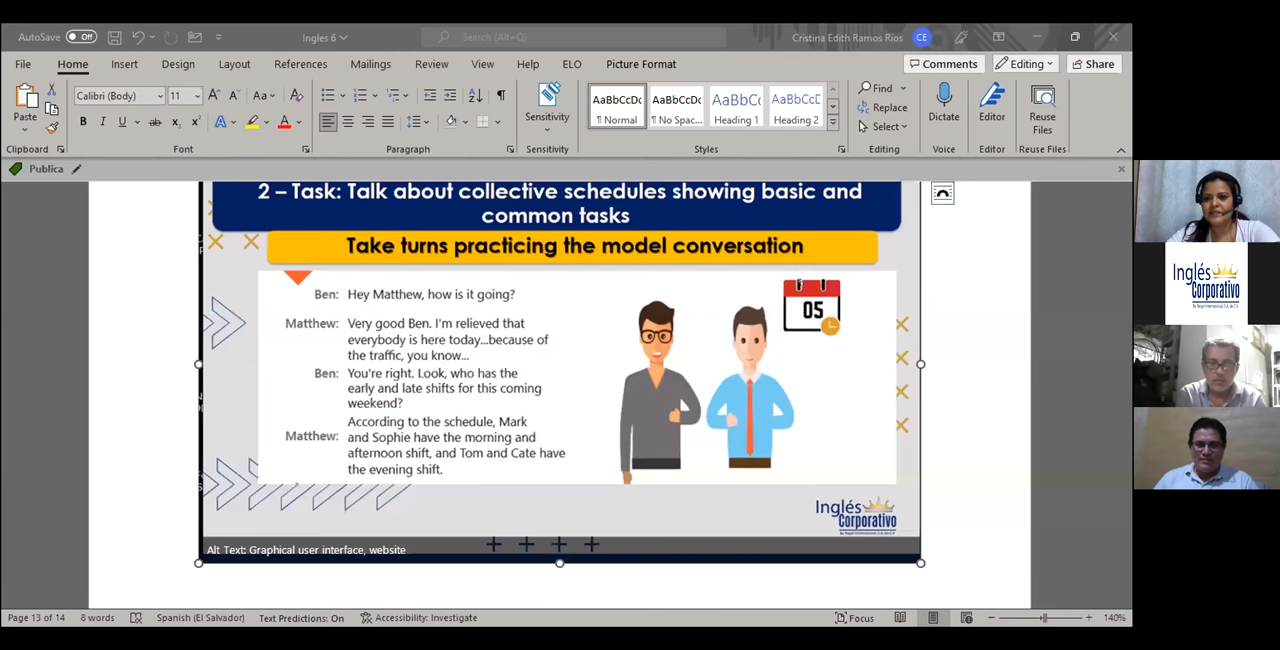 AutoSave Off Ingles 6 Search (Alt+Q) Cristina Edith Ramos Rios CE
File Home Insert Design Layout References Mailings Review View Help ELO Picture Format Comments Editing Share
Paste Calibri (Body) 11 Aa AaBbCcDc AaBbCcDc AaBbCc AaBbCcD Find
Replace
Select
¶ Normal ¶ No Spac... Heading 1 Heading 2 Sensitivity Dictate Editor Reuse
Files
Clipboard Font Paragraph Sensitivity Styles Editing Voice Editor Reuse Files
Publica
2 – Task: Talk about collective schedules showing basic and
common tasks
Take turns practicing the model conversation
Ben: Hey Matthew, how is it going?
Matthew: Very good Ben. I'm relieved that
everybody is here today...because of
the traffic, you know...
Ben: You're right. Look, who has the
early and late shifts for this coming
weekend?
According to the schedule, Mark
Matthew: and Sophie have the morning and
afternoon shift, and Tom and Cate have
the evening shift.
05
Inglés
Corporativo
Alt Text: Graphical user interface, website
Page 13 of 14 8 words Spanish (El Salvador) Text Predictions: On Accessibility: Investigate Focus 140%
Inglés
Corporativo
By Regal International, S.A. de C.V.